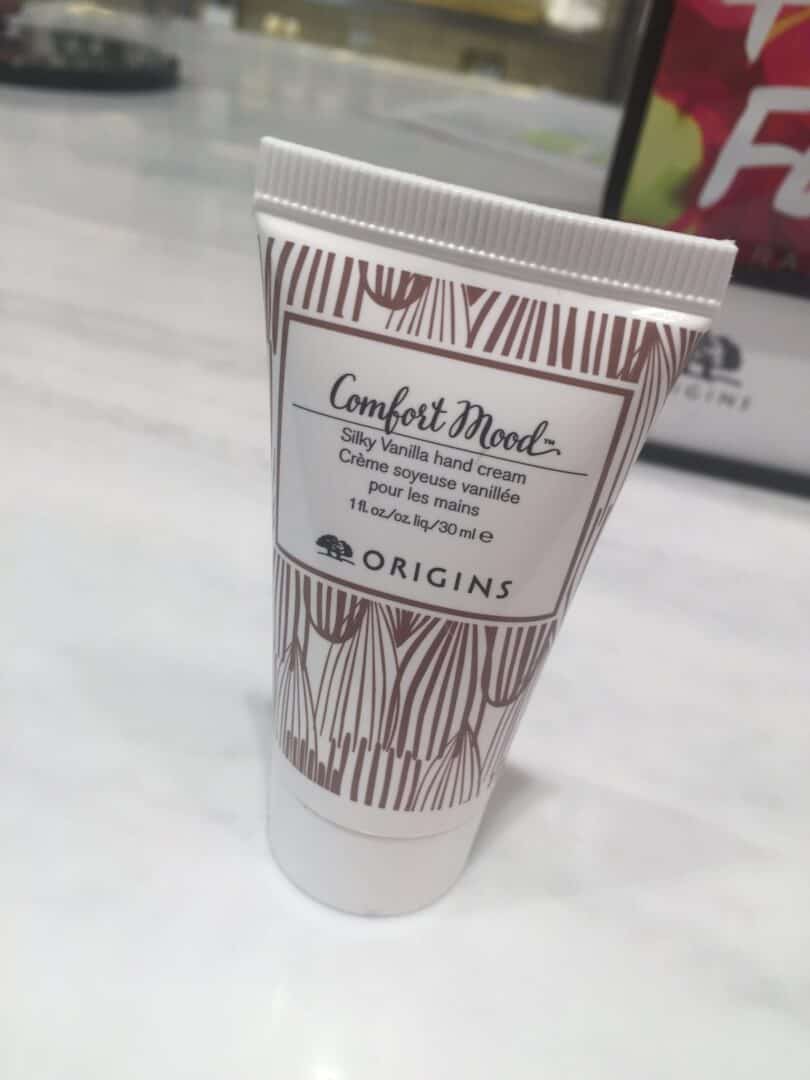 Comfort Mood™
Silky Vanilla hand cream
Crème soyeuse vanillée
pour les mains
1 fl. oz./oz. liq/30 ml e
ORIGINS